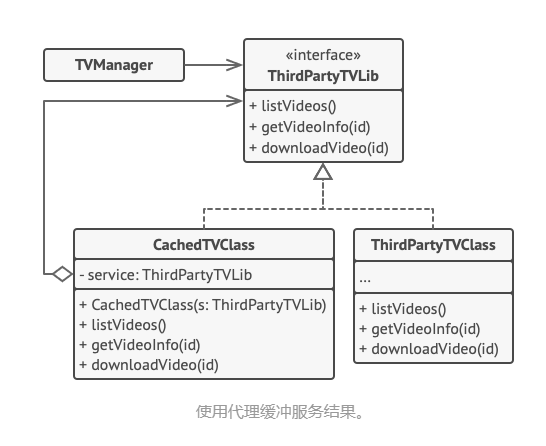 TVManager
«interface»
ThirdPartyTVLib
+ listVideos()
+ getVideoInfo(id)
+ downloadVideo(id)
CachedTVClass
- service: ThirdPartyTVLib
+ CachedTVClass(s: ThirdPartyTVLib)
+ listVideos()
+ getVideoInfo(id)
+ downloadVideo(id)
ThirdPartyTVClass
...
+ listVideos()
+ getVideoInfo(id)
+ downloadVideo(id)
使用代理缓冲服务结果。